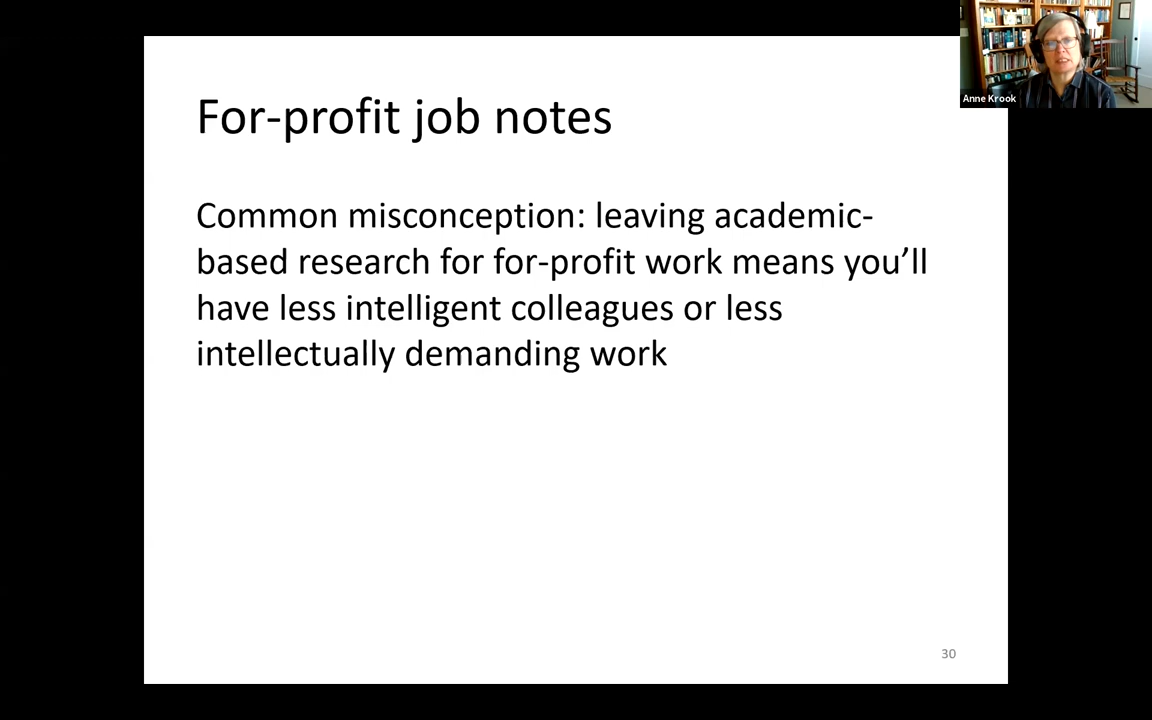 For-profit job notes
Common misconception: leaving academic-
based research for for-profit work means you’ll
have less intelligent colleagues or less
intellectually demanding work
30
Anne Krook